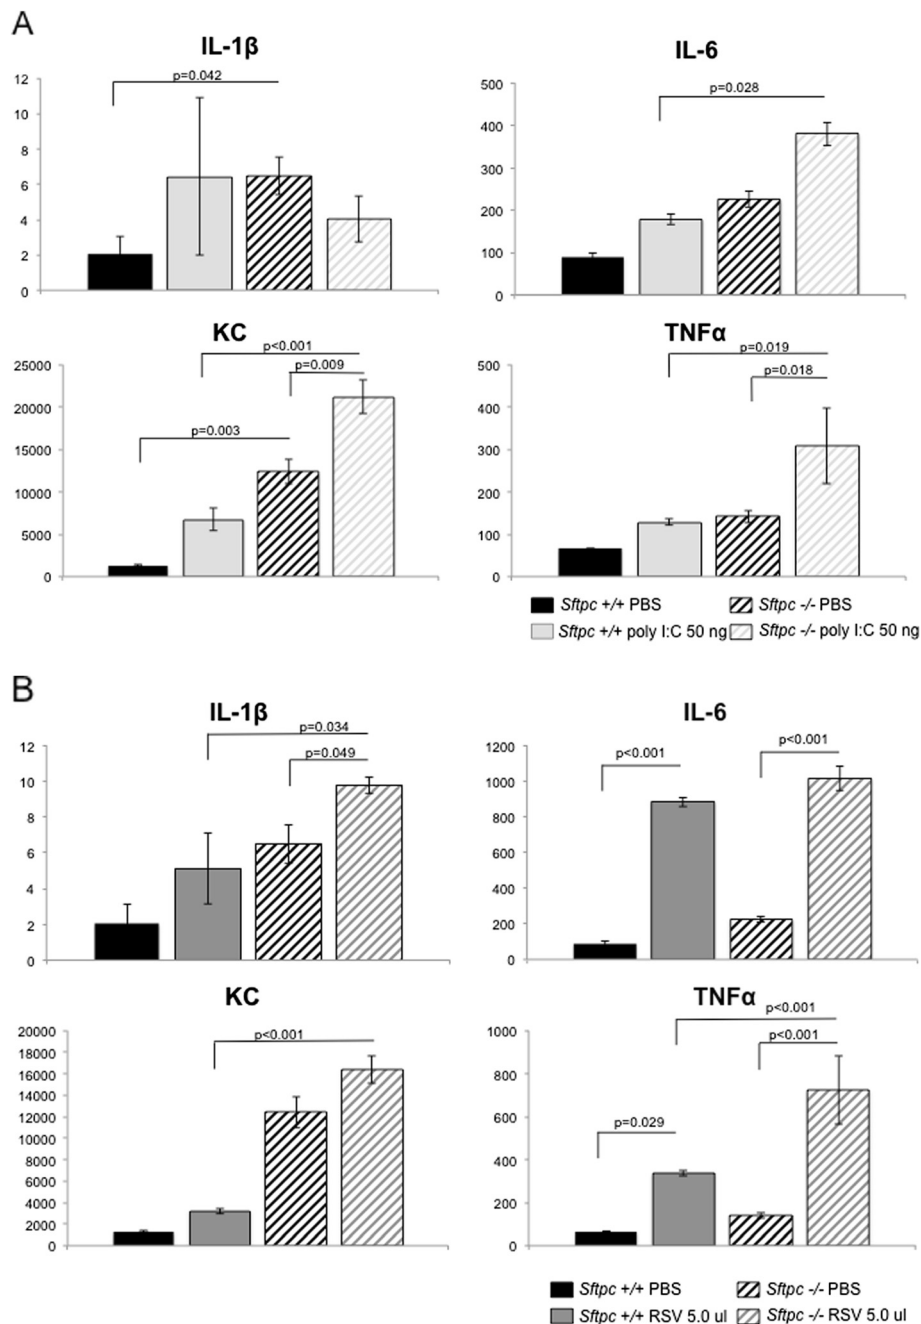 A
IL-1β
p=0.042
12
10
8
6
4
2
0
IL-6
p=0.028
500
400
300
200
100
0
KC
p<0.001
p=0.009
p=0.003
25000
20000
15000
10000
5000
0
TNFα
p=0.019
p=0.018
500
400
300
200
100
0
Sftpc +/+ PBS
Sftpc -/- PBS
Sftpc +/+ poly I:C 50 ng
Sftpc -/- poly I:C 50 ng
B
IL-1β
p=0.034
p=0.049
12
10
8
6
4
2
0
IL-6
p<0.001
p<0.001
1200
1000
800
600
400
200
0
KC
p<0.001
20000
18000
16000
14000
12000
10000
8000
6000
4000
2000
0
TNFα
p<0.001
p<0.001
p=0.029
1000
800
600
400
200
0
Sftpc +/+ PBS
Sftpc -/- PBS
Sftpc +/+ RSV 5.0 ul
Sftpc -/- RSV 5.0 ul